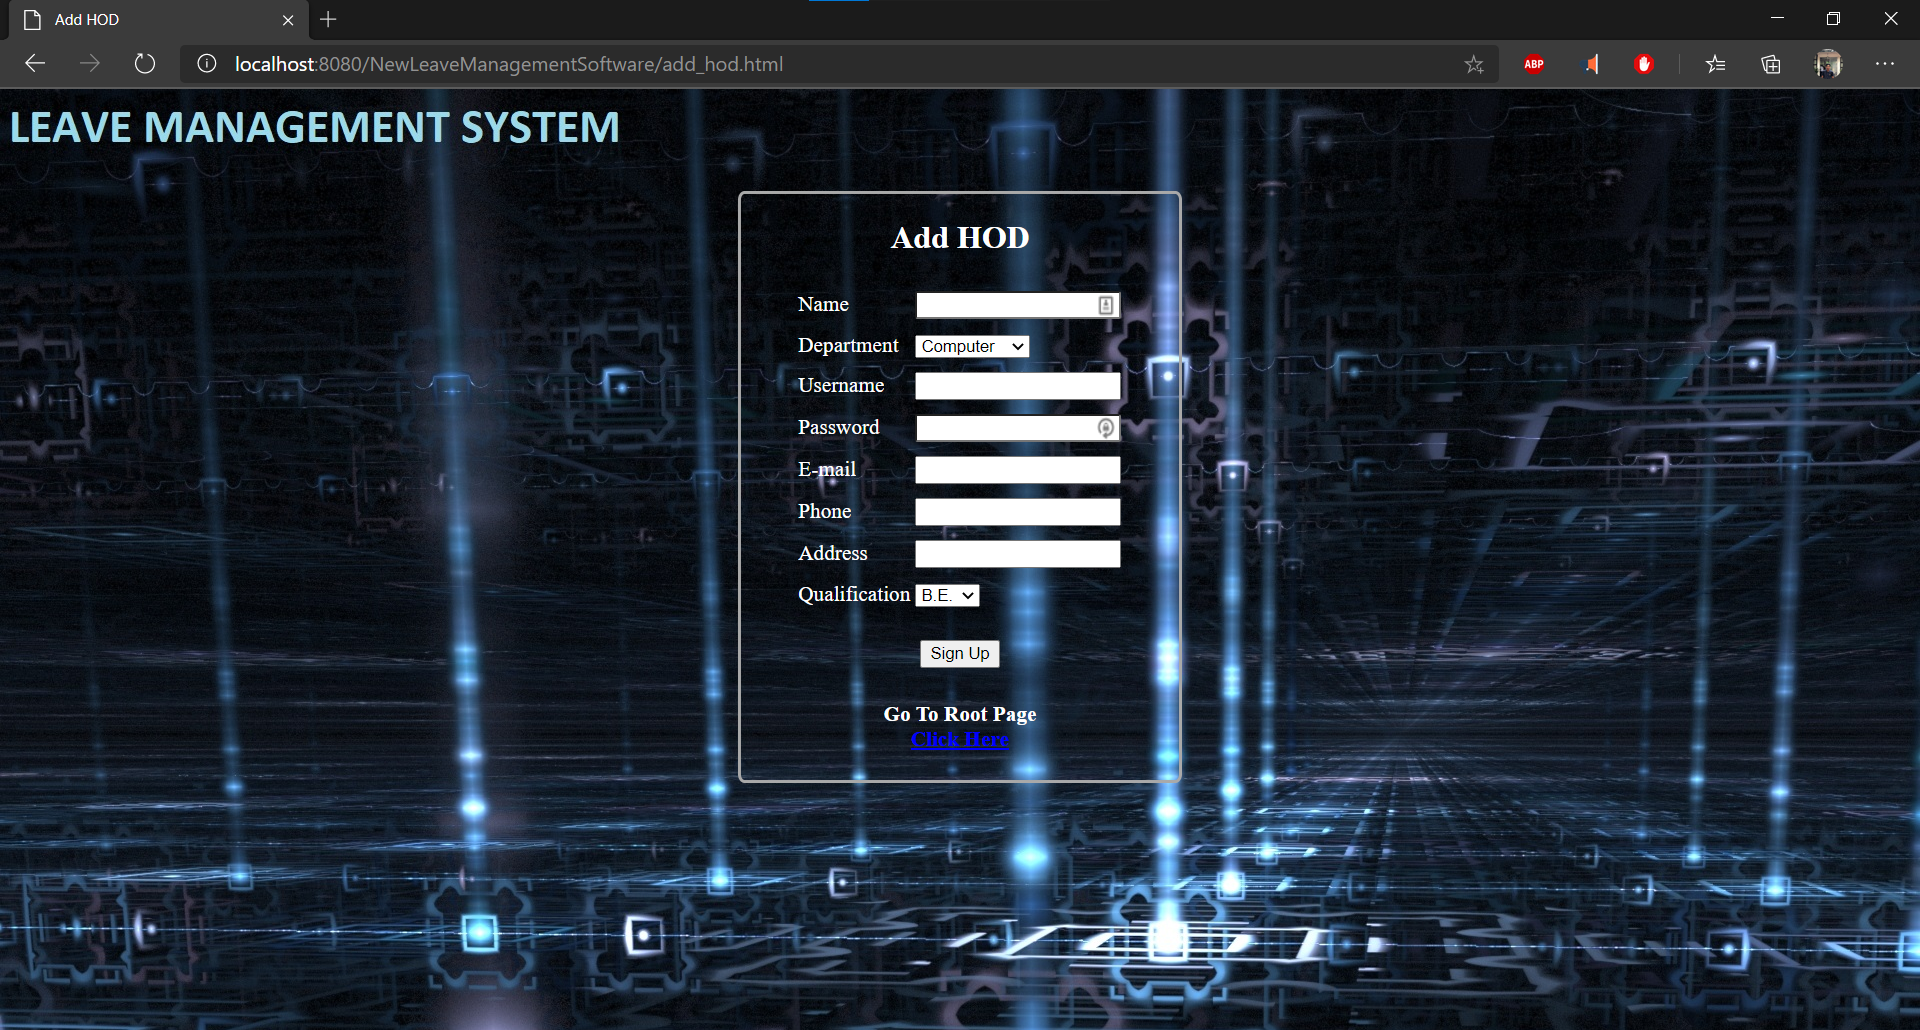 Add HOD
localhost:8080/NewLeaveManagementSoftware/add_hod.html
ABP
LEAVE MANAGEMENT SYSTEM
Add HOD
Name
Department Computer
Username
Password
E-mail
Phone
Address
Qualification B.E.
Sign Up
Go To Root Page
Click Here